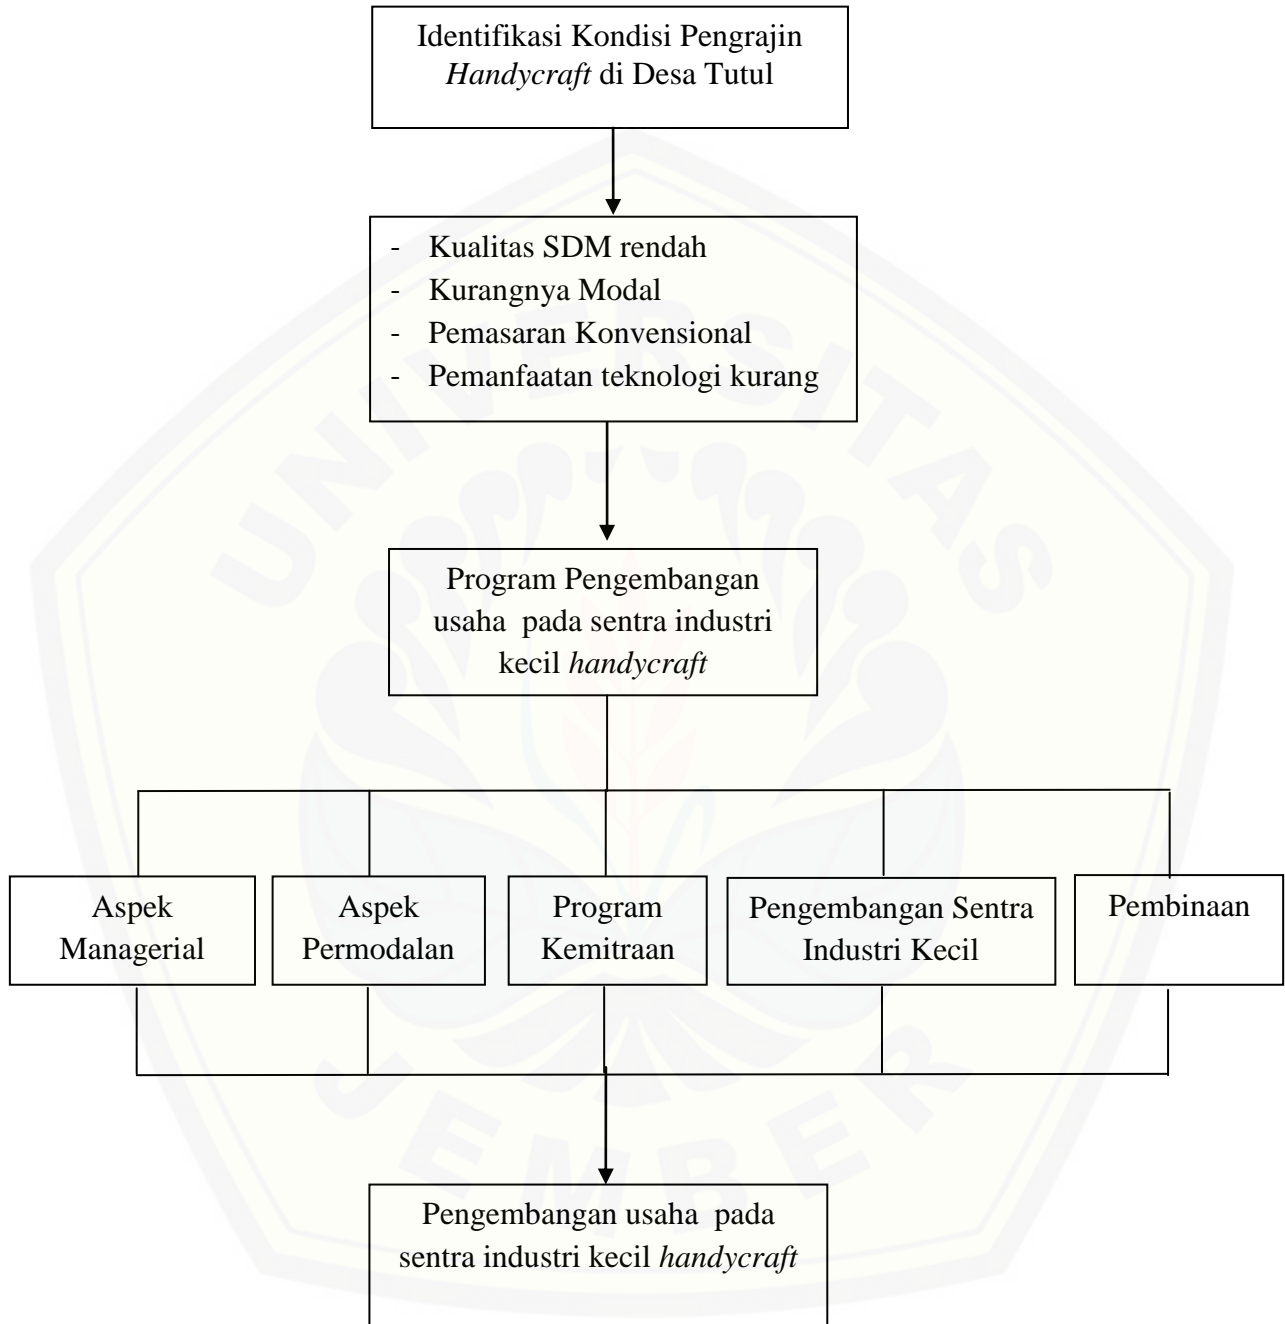 Identifikasi Kondisi Pengrajin
Handycraft di Desa Tutul
- Kualitas SDM rendah
- Kurangnya Modal
- Pemasaran Konvensional
- Pemanfaatan teknologi kurang
Program Pengembangan
usaha pada sentra industri
kecil handycraft
Aspek
Managerial
Aspek
Permodalan
Program
Kemitraan
Pengembangan Sentra
Industri Kecil
Pembinaan
Pengembangan usaha pada
sentra industri kecil handycraft
UNIVERSITAS
JEMBER